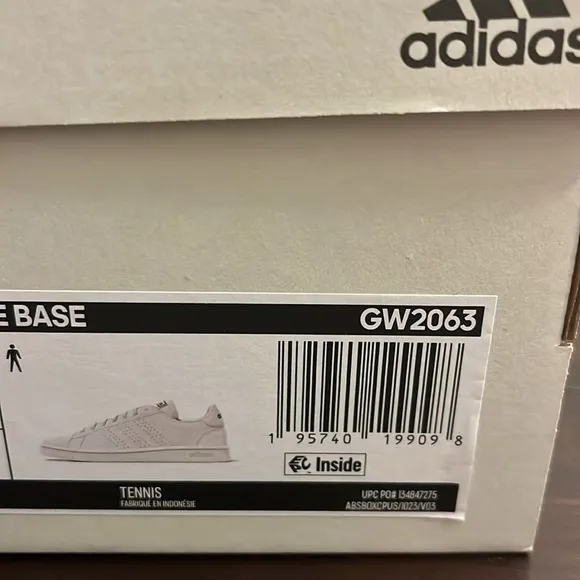 adidas
E BASE
GW2063
1 95740 19909 8
Inside
TENNIS
FABRIQUÉ EN INDONÉSIE
UPC PO# 134847275
ABSBOXCPUS/1023/V03